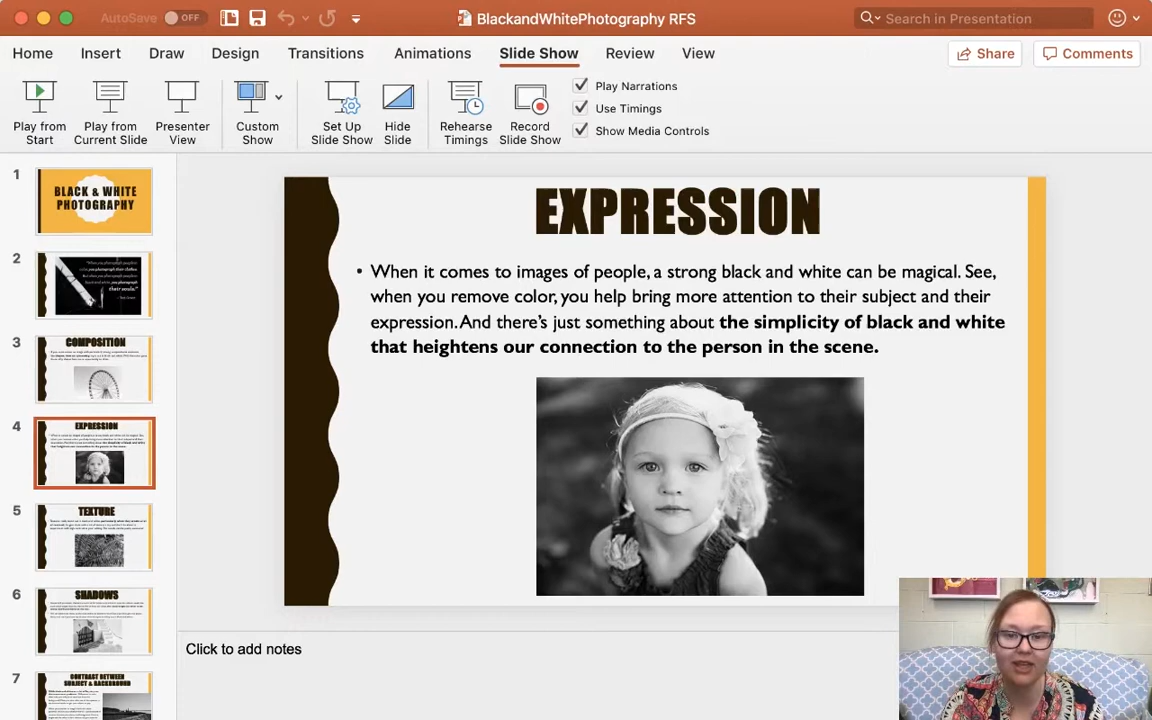 AutoSave OFF
BlackandWhitePhotography RFS
Search in Presentation
Home Insert Draw Design Transitions Animations Slide Show Review View
Share Comments
Play from Start
Play from Current Slide
Presenter View
Custom Show
Set Up Slide Show
Hide Slide
Rehearse Timings
Record Slide Show
Play Narrations
Use Timings
Show Media Controls
1
BLACK & WHITE
PHOTOGRAPHY
2
3
COMPOSITION
4
EXPRESSION
5
TEXTURE
6
SHADOWS
7
CONTRAST BETWEEN
SUBJECT & BACKGROUND
EXPRESSION
• When it comes to images of people, a strong black and white can be magical. See,
when you remove color, you help bring more attention to their subject and their
expression. And there's just something about the simplicity of black and white
that heightens our connection to the person in the scene.
Click to add notes